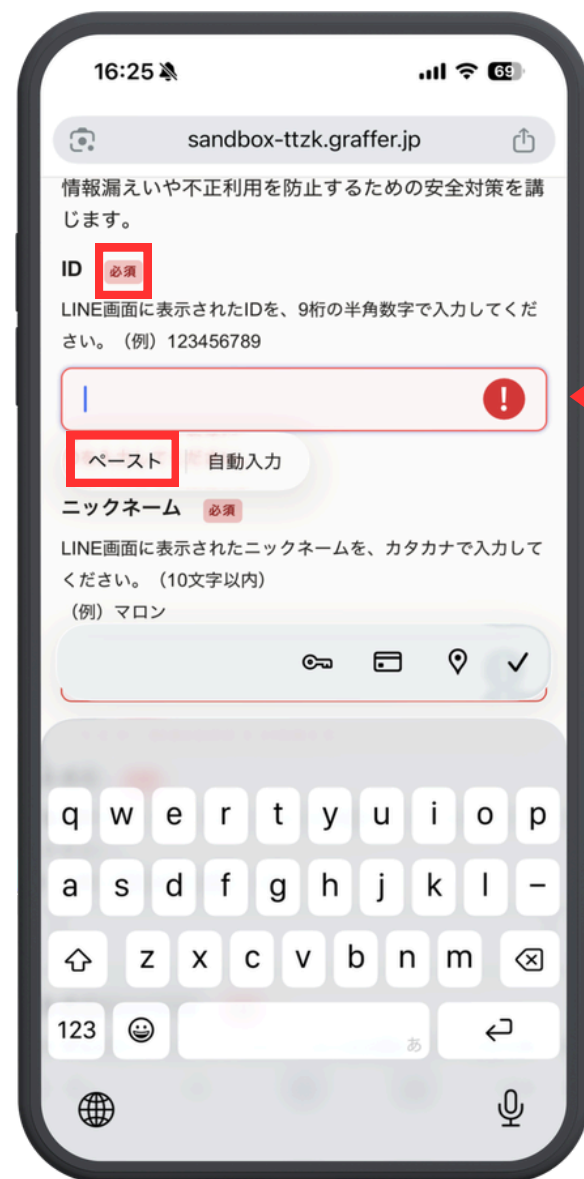 16:25 69
sandbox-ttzk.graffer.jp
情報漏えいや不正利用を防止するための安全対策を講
じます。
ID 必須
LINE画面に表示されたIDを、9桁の半角数字で入力してくだ
さい。（例）123456789
!
ペースト 自動入力
ニックネーム 必須
LINE画面に表示されたニックネームを、カタカナで入力して
ください。（10文字以内）
（例）マロン
q w e r t y u i o p
a s d f g h j k l ー
z x c v b n m
123 あ